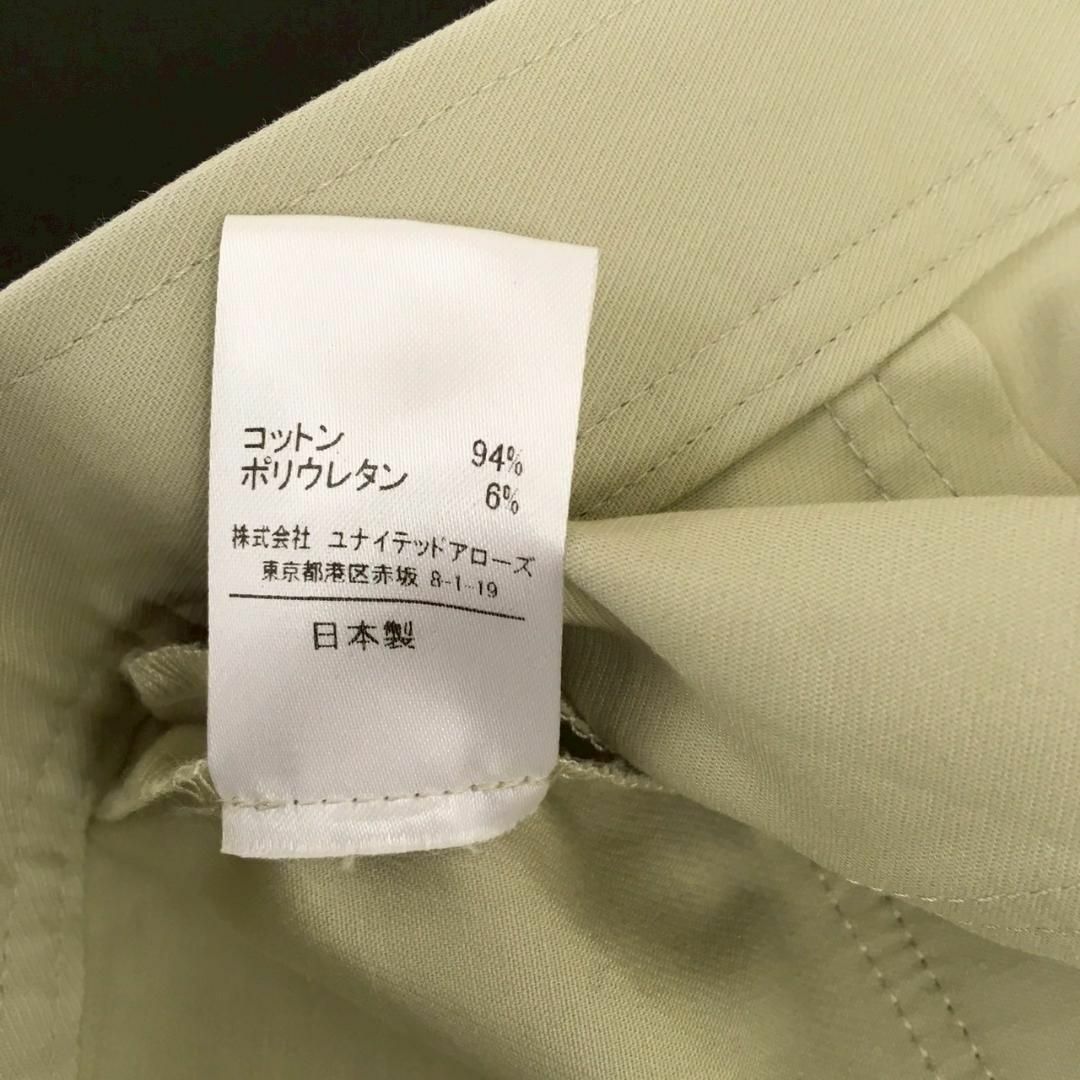 コットン 94%
ポリウレタン 6%
株式会社 ユナイテッドアローズ
東京都港区赤坂 8-1-19
日本製